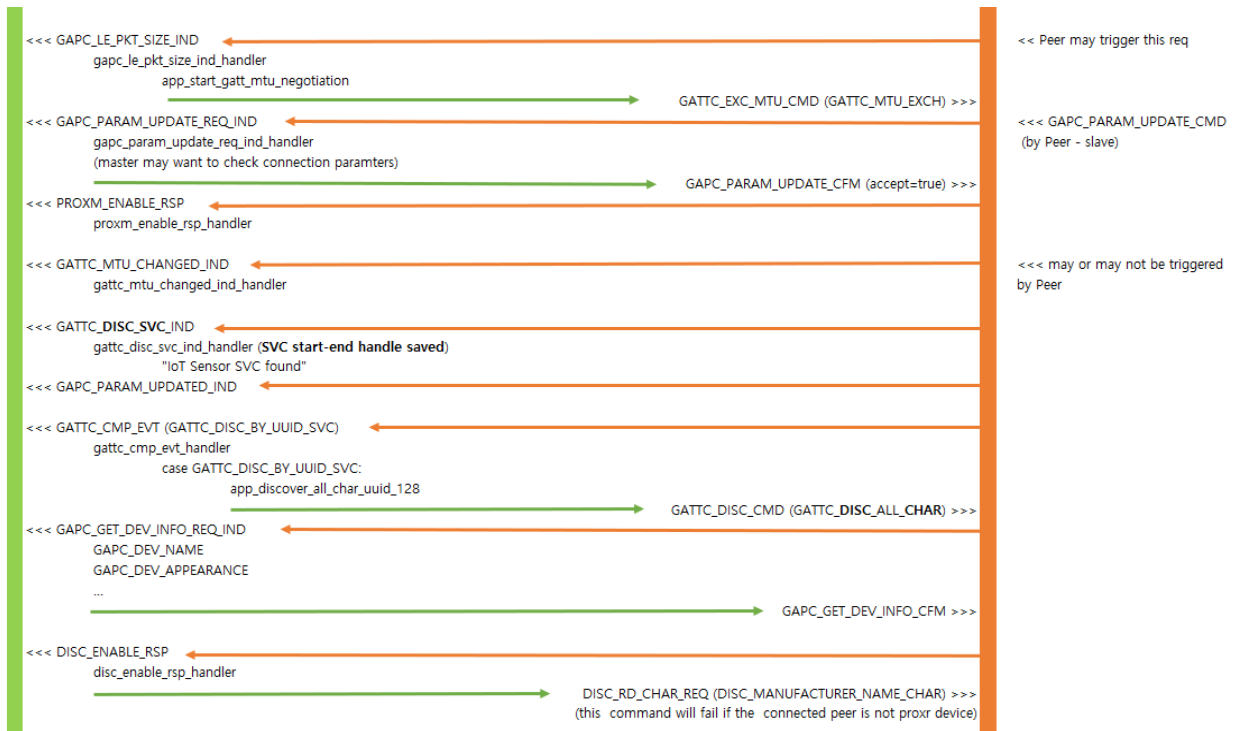 <<< GAPC_LE_PKT_SIZE_IND
<< Peer may trigger this req
gapc_le_pkt_size_ind_handler
app_start_gatt_mtu_negotiation
GATTC_EXC_MTU_CMD (GATTC_MTU_EXCH) >>>
<<< GAPC_PARAM_UPDATE_REQ_IND
<<< GAPC_PARAM_UPDATE_CMD
gapc_param_update_req_ind_handler
(by Peer - slave)
(master may want to check connection paramters)
GAPC_PARAM_UPDATE_CFM (accept=true) >>>
<<< PROXM_ENABLE_RSP
proxm_enable_rsp_handler
<<< GATTC_MTU_CHANGED_IND
<<< may or may not be triggered
gattc_mtu_changed_ind_handler
by Peer
<<< GATTC_DISC_SVC_IND
gattc_disc_svc_ind_handler (SVC start-end handle saved)
"IoT Sensor SVC found"
<<< GAPC_PARAM_UPDATED_IND
<<< GATTC_CMP_EVT (GATTC_DISC_BY_UUID_SVC)
gattc_cmp_evt_handler
case GATTC_DISC_BY_UUID_SVC:
app_discover_all_char_uuid_128
GATTC_DISC_CMD (GATTC_DISC_ALL_CHAR) >>>
<<< GAPC_GET_DEV_INFO_REQ_IND
GAPC_DEV_NAME
GAPC_DEV_APPEARANCE
...
GAPC_GET_DEV_INFO_CFM >>>
<<< DISC_ENABLE_RSP
disc_enable_rsp_handler
DISC_RD_CHAR_REQ (DISC_MANUFACTURER_NAME_CHAR) >>>
(this command will fail if the connected peer is not proxr device)